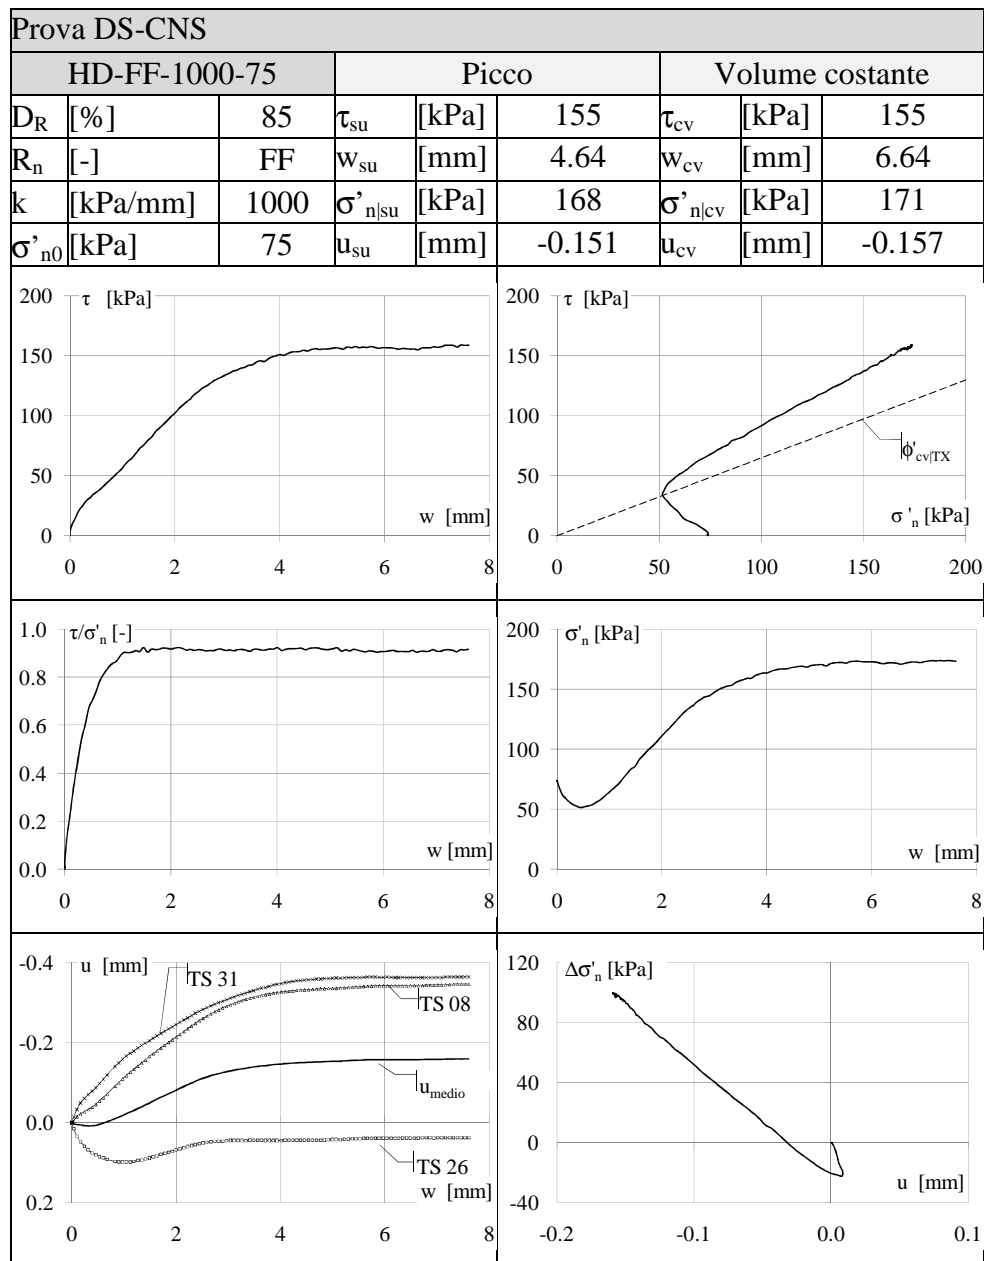 Prova DS-CNS
HD-FF-1000-75 Picco Volume costante
D_R [%] 85 τ_su [kPa] 155 τ_cv [kPa] 155
R_n [-] FF w_su [mm] 4.64 w_cv [mm] 6.64
k [kPa/mm] 1000 σ'_n|su [kPa] 168 σ'_n|cv [kPa] 171
σ'_n0 [kPa] 75 u_su [mm] -0.151 u_cv [mm] -0.157
τ [kPa]
200
150
100
50
0
w [mm]
0 2 4 6 8
τ [kPa]
200
150
100
50
0
ϕ'_cv|TX
σ'_n [kPa]
0 50 100 150 200
τ/σ'_n [-]
1.0
0.8
0.6
0.4
0.2
0.0
w [mm]
0 2 4 6 8
σ'_n [kPa]
200
150
100
50
0
w [mm]
0 2 4 6 8
u [mm]
-0.4
-0.2
0.0
0.2
TS 31
TS 08
u_medio
TS 26
w [mm]
0 2 4 6 8
Δσ'_n [kPa]
120
80
40
0
-40
u [mm]
-0.2 -0.1 0.0 0.1